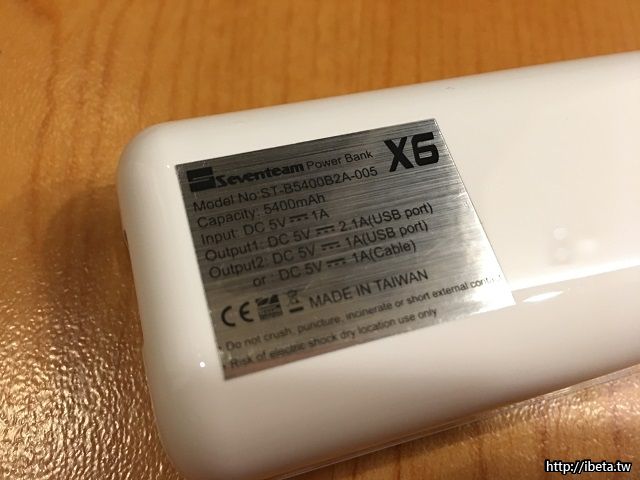 Seventeam Power Bank X6
Model No:ST-B5400B2A-005
Capacity: 5400mAh
Input: DC 5V ⎓ 1A
Output1: DC 5V ⎓ 2.1A(USB port)
Output2: DC 5V ⎓ 1A(USB port)
or : DC 5V ⎓ 1A(Cable)
CE MADE IN TAIWAN
• Do not crush, puncture, incinerate or short external
• Risk of electric shock dry location use only
http://ibeta.tw